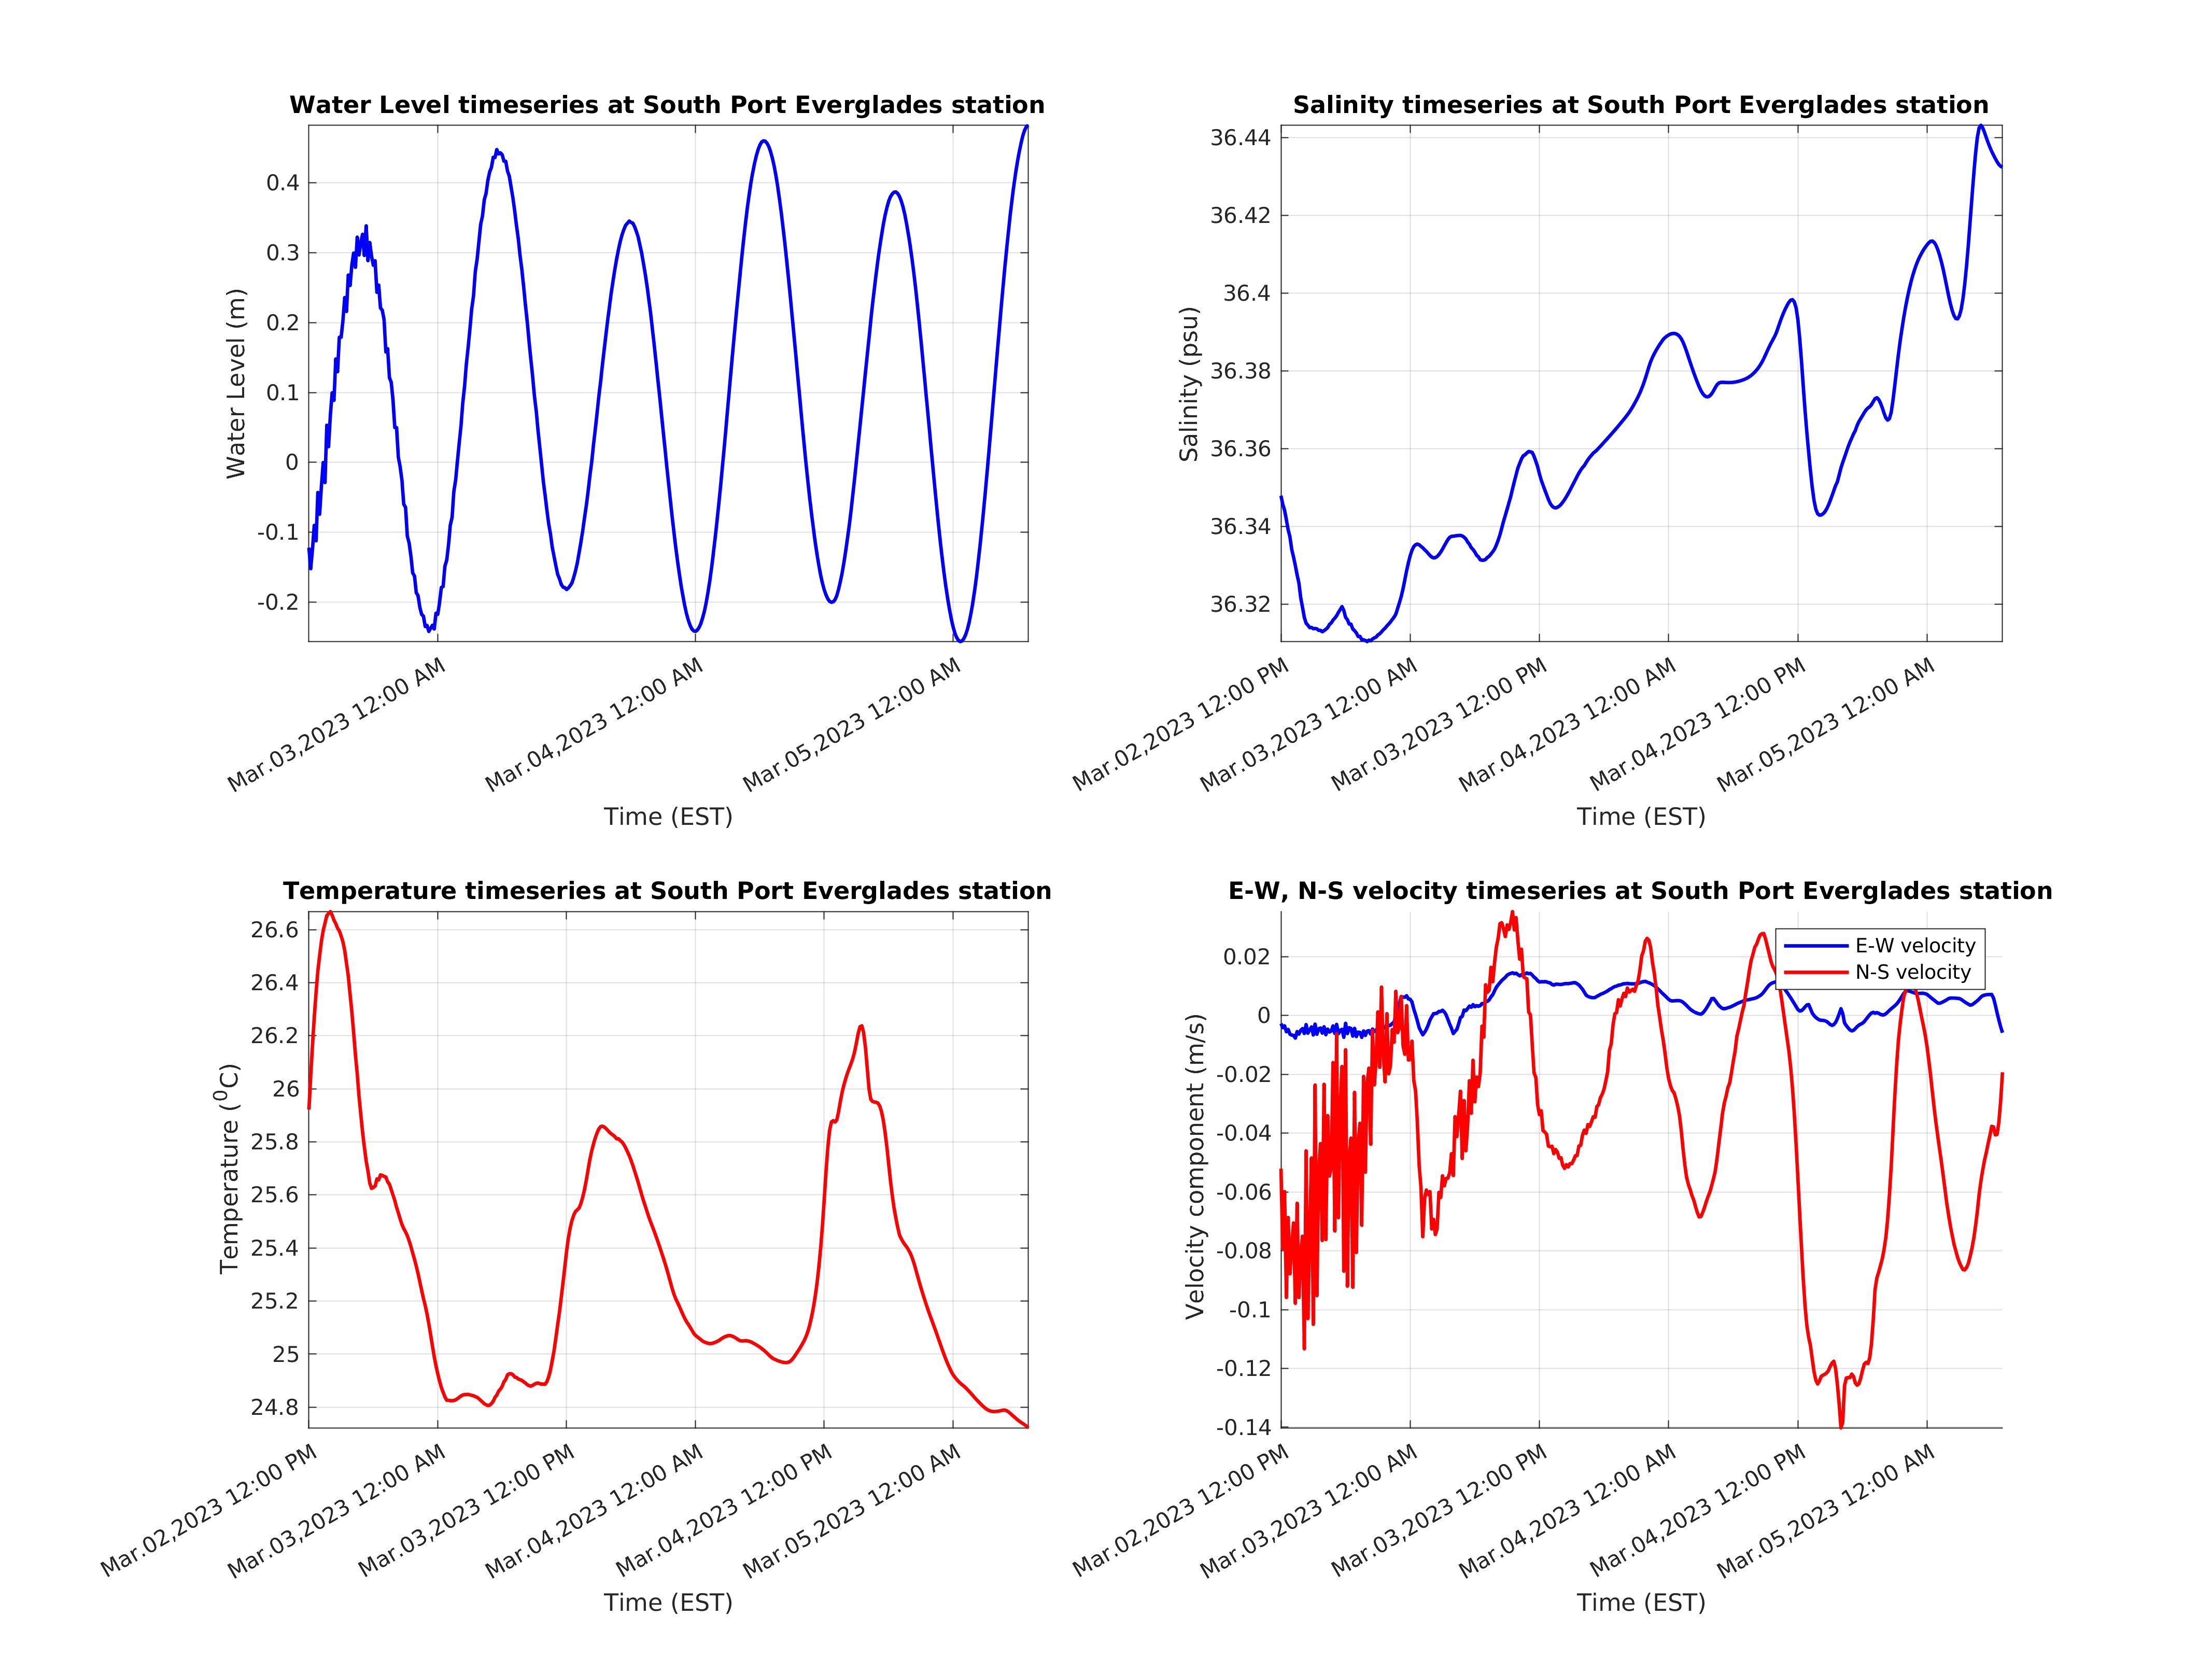 Water Level timeseries at South Port Everglades station
0.4
0.3
0.2
0.1
0
-0.1
-0.2
Water Level (m)
Mar.03,2023 12:00 AM
Mar.04,2023 12:00 AM
Mar.05,2023 12:00 AM
Time (EST)
Salinity timeseries at South Port Everglades station
36.44
36.42
36.4
36.38
36.36
36.34
36.32
Salinity (psu)
Mar.02,2023 12:00 PM
Mar.03,2023 12:00 AM
Mar.03,2023 12:00 PM
Mar.04,2023 12:00 AM
Mar.04,2023 12:00 PM
Mar.05,2023 12:00 AM
Time (EST)
Temperature timeseries at South Port Everglades station
26.6
26.4
26.2
26
25.8
25.6
25.4
25.2
25
24.8
Temperature (⁰C)
Mar.02,2023 12:00 PM
Mar.03,2023 12:00 AM
Mar.03,2023 12:00 PM
Mar.04,2023 12:00 AM
Mar.04,2023 12:00 PM
Mar.05,2023 12:00 AM
Time (EST)
E-W, N-S velocity timeseries at South Port Everglades station
E-W velocity
N-S velocity
0.02
0
-0.02
-0.04
-0.06
-0.08
-0.1
-0.12
-0.14
Velocity component (m/s)
Mar.02,2023 12:00 PM
Mar.03,2023 12:00 AM
Mar.03,2023 12:00 PM
Mar.04,2023 12:00 AM
Mar.04,2023 12:00 PM
Mar.05,2023 12:00 AM
Time (EST)